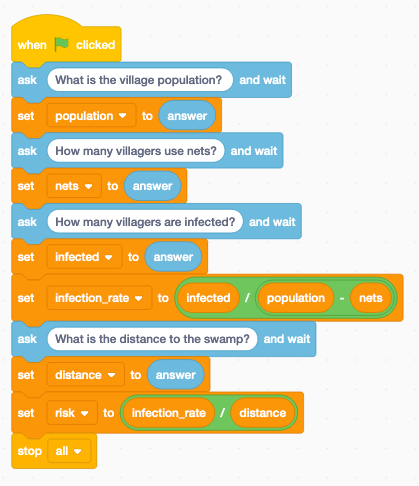 when clicked
ask What is the village population? and wait
set population to answer
ask How many villagers use nets? and wait
set nets to answer
ask How many villagers are infected? and wait
set infected to answer
set infection_rate to infected / population - nets
ask What is the distance to the swamp? and wait
set distance to answer
set risk to infection_rate / distance
stop all